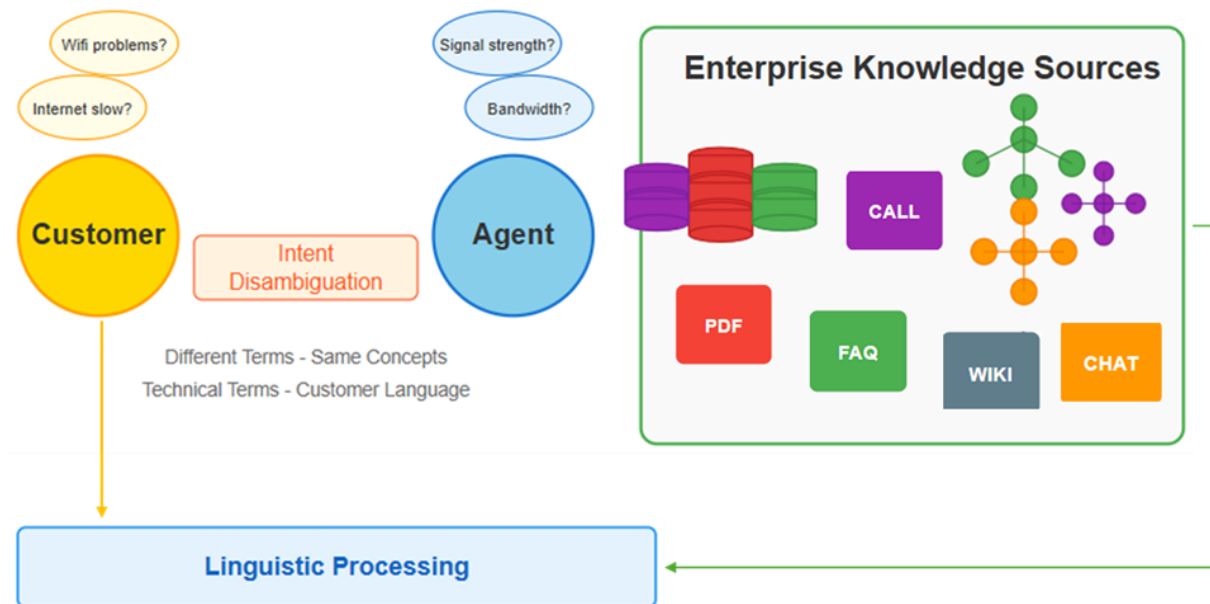 Wifi problems?
Internet slow?
Customer
Intent
Disambiguation
Signal strength?
Bandwidth?
Agent
Different Terms - Same Concepts
Technical Terms - Customer Language
Enterprise Knowledge Sources
CALL
PDF
FAQ
WIKI
CHAT
Linguistic Processing